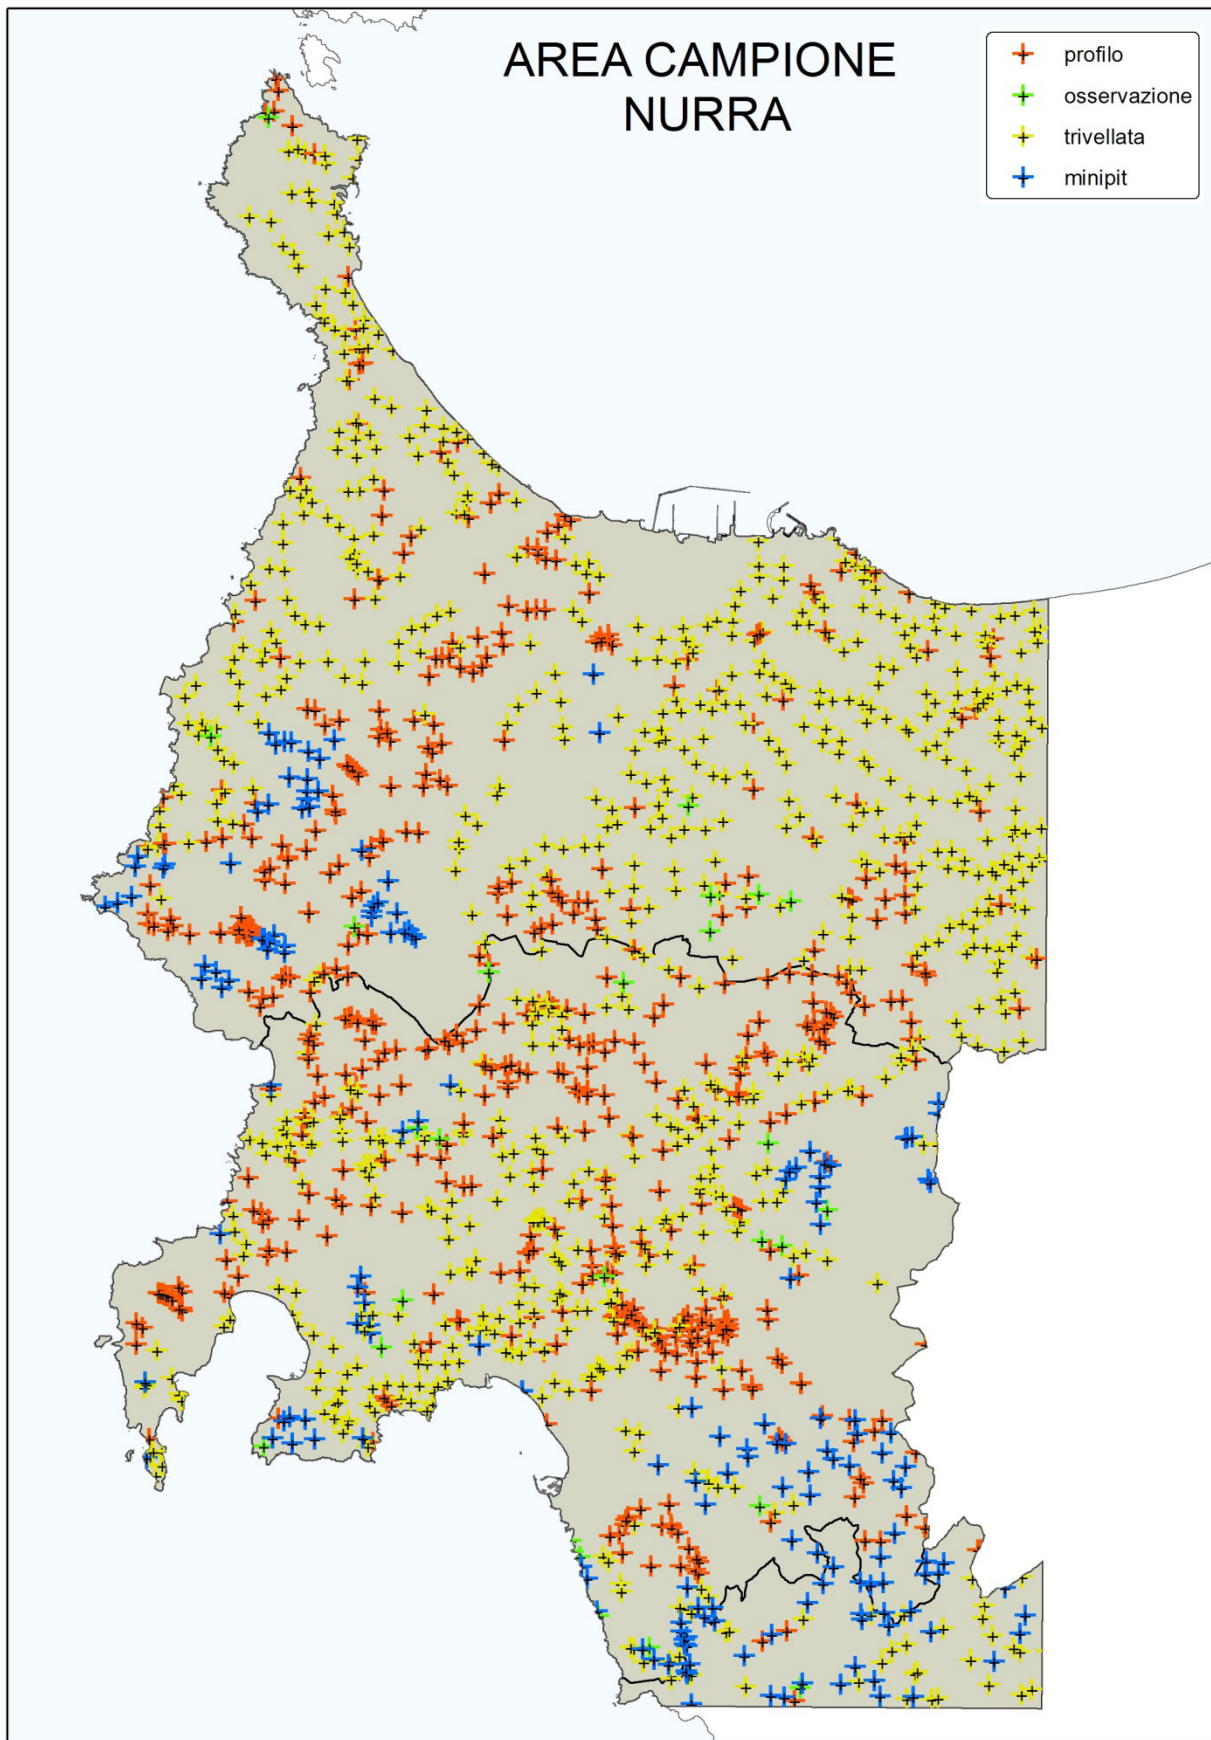 AREA CAMPIONE
NURRA
profilo
osservazione
trivellata
minipit